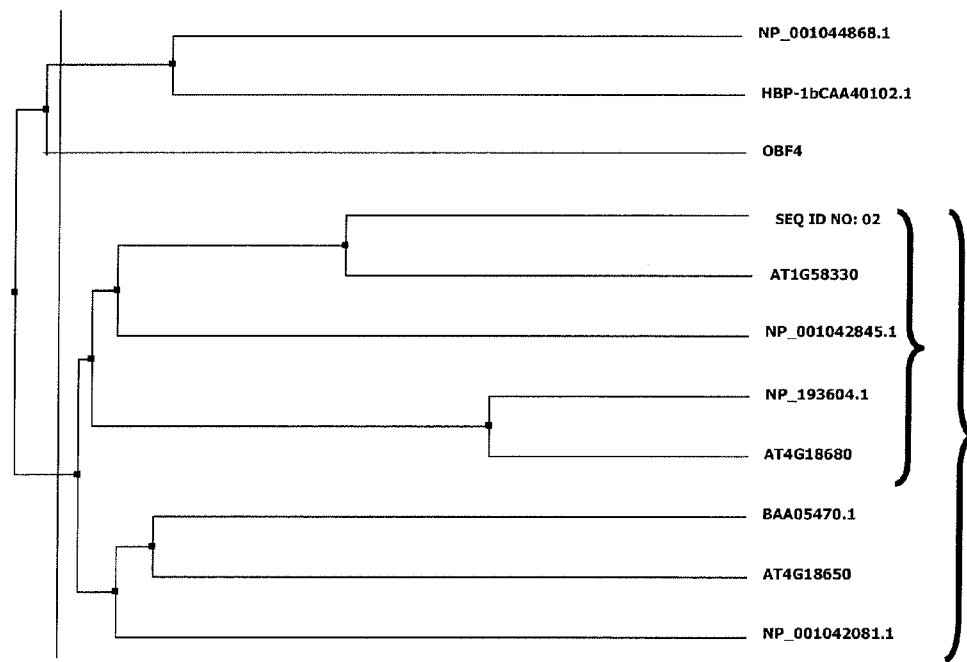 NP_001044868.1
HBP-1bCAA40102.1
OBF4
SEQ ID NO: 02
AT1G58330
NP_001042845.1
NP_193604.1
AT4G18680
BAA05470.1
AT4G18650
NP_001042081.1